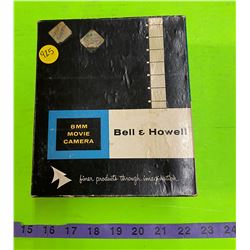 925
8MM
MOVIE
CAMERA
Bell & Howell
finer products through imagination
15 16 17 18 19 20 21 22 23 24